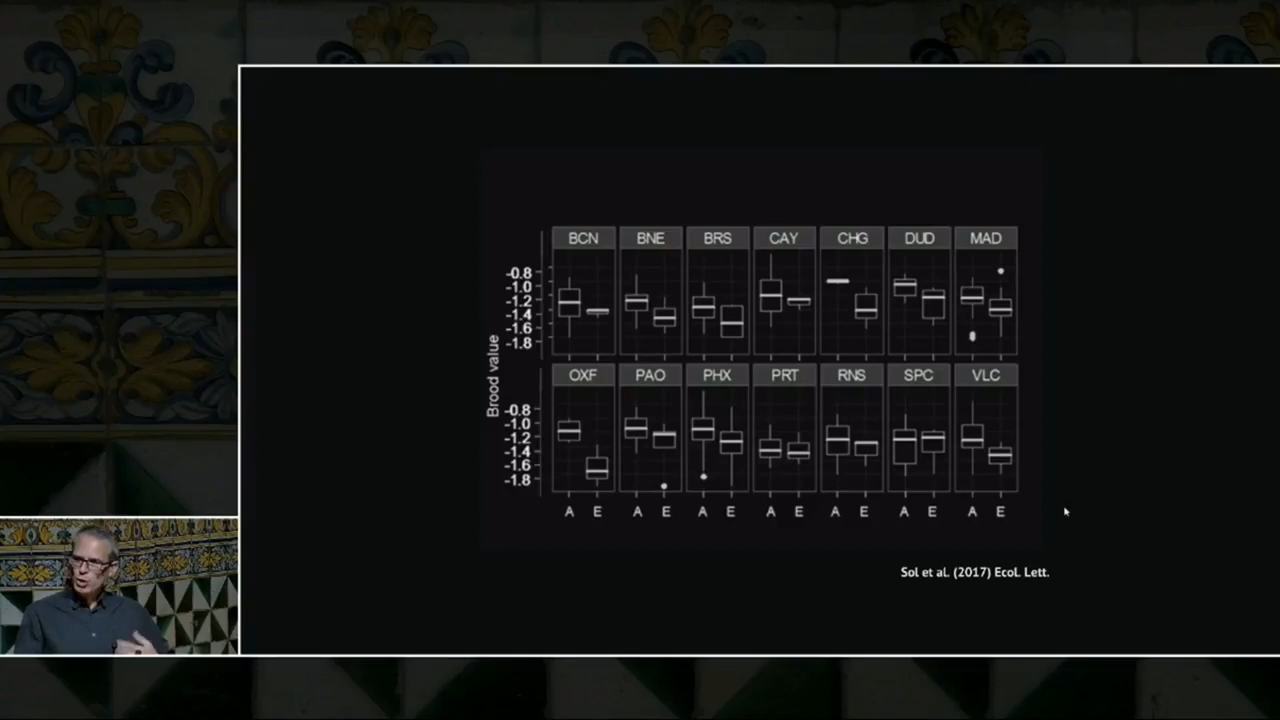 BCN BNE BRS CAY CHG DUD MAD
-0.8
-1.0
-1.2
-1.4
-1.6
-1.8
Brood value
OXF PAO PHX PRT RNS SPC VLC
-0.8
-1.0
-1.2
-1.4
-1.6
-1.8
A E A E A E A E A E A E A E
Sol et al. (2017) Ecol. Lett.